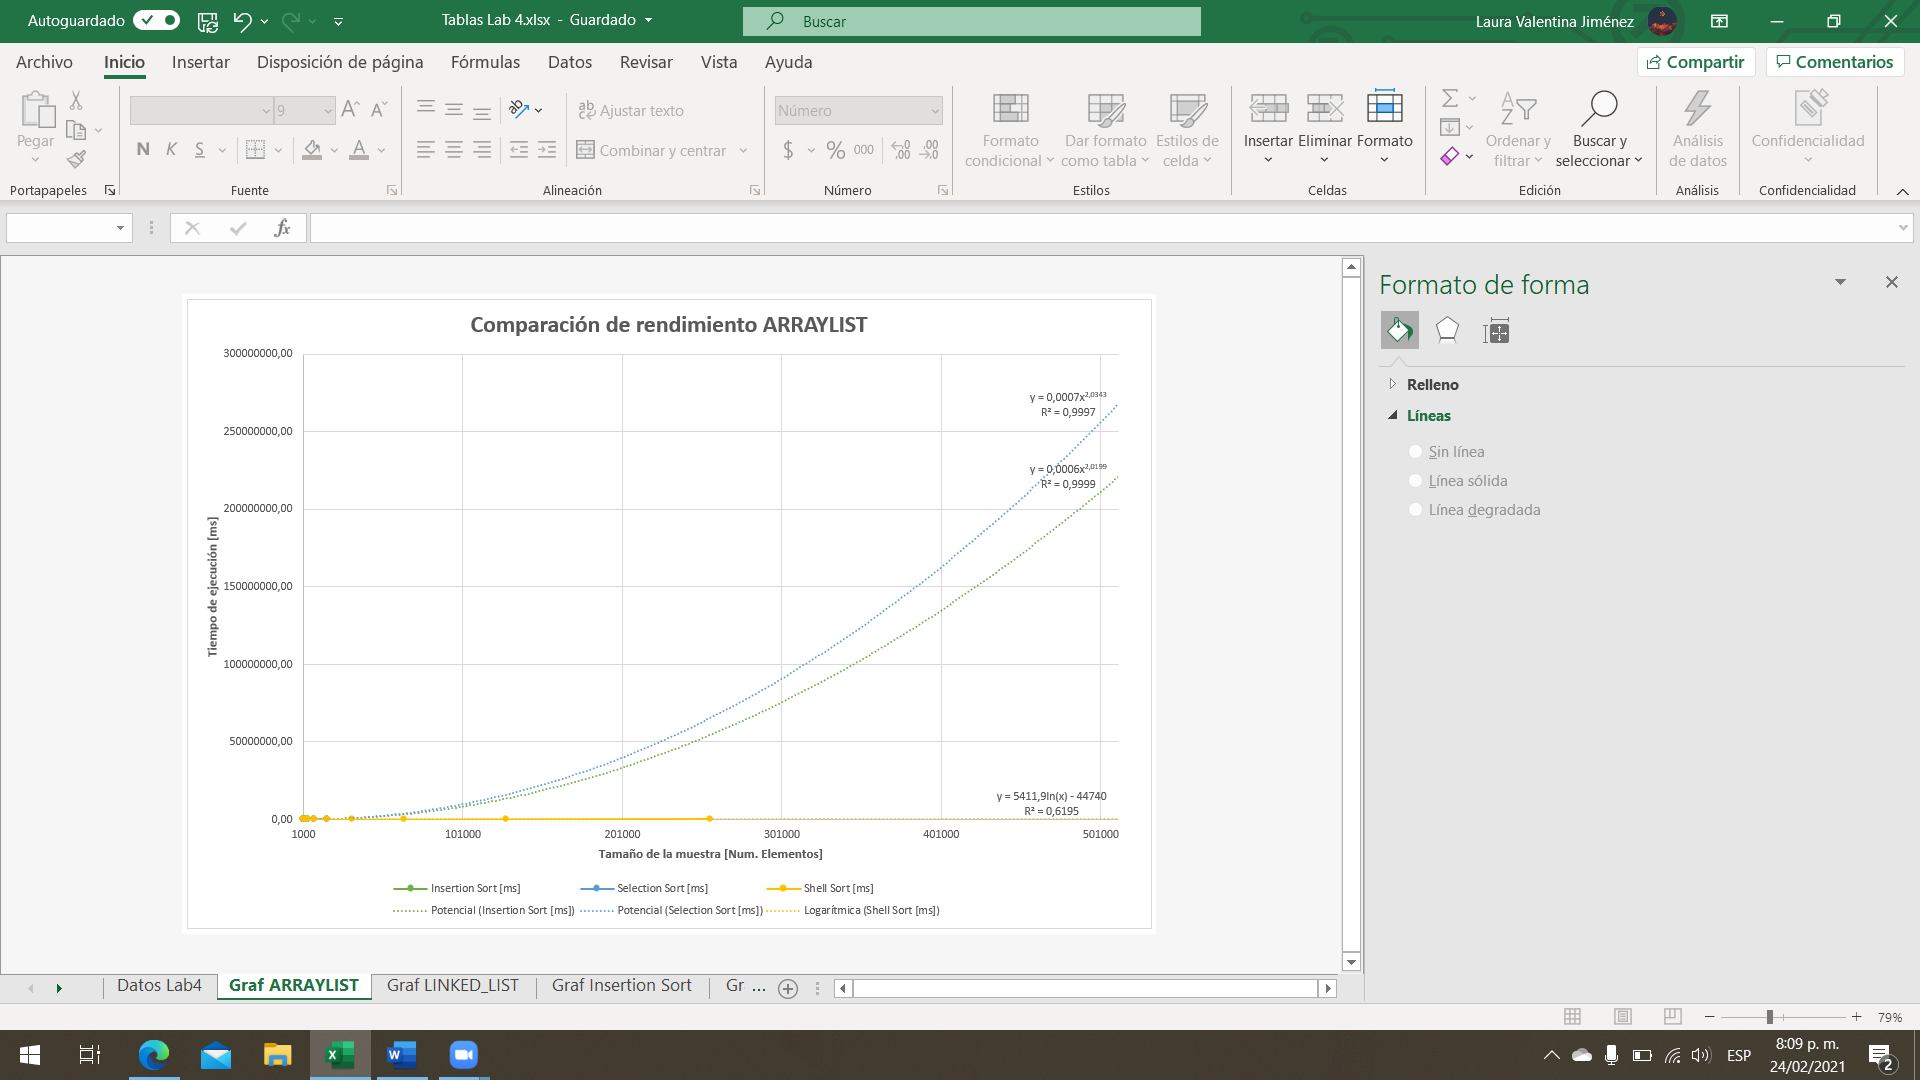 Autoguardado
Tablas Lab 4.xlsx - Guardado
Buscar
Laura Valentina Jiménez
Archivo
Inicio
Insertar
Disposición de página
Fórmulas
Datos
Revisar
Vista
Ayuda
Compartir
Comentarios
Pegar
9
A A
N K S
A
ab Ajustar texto
Combinar y centrar
Número
$ % 000
Formato condicional
Dar formato como tabla
Estilos de celda
Insertar
Eliminar
Formato
Ordenar y filtrar
Buscar y seleccionar
Análisis de datos
Confidencialidad
Portapapeles
Fuente
Alineación
Número
Estilos
Celdas
Edición
Análisis
Confidencialidad
fx
Comparación de rendimiento ARRAYLIST
300000000,00
250000000,00
200000000,00
150000000,00
100000000,00
50000000,00
0,00
Tiempo de ejecución [ms]
y = 0,0007x^2,0343
R² = 0,9997
y = 0,0006x^2,0199
R² = 0,9999
y = 5411,9ln(x) - 44740
R² = 0,6195
1000
101000
201000
301000
401000
501000
Tamaño de la muestra [Num. Elementos]
Insertion Sort [ms]
Selection Sort [ms]
Shell Sort [ms]
Potencial (Insertion Sort [ms])
Potencial (Selection Sort [ms])
Logarítmica (Shell Sort [ms])
Formato de forma
Relleno
Líneas
Sin línea
Línea sólida
Línea degradada
Datos Lab4
Graf ARRAYLIST
Graf LINKED_LIST
Graf Insertion Sort
Gr ...
79%
ESP
8:09 p. m.
24/02/2021
2